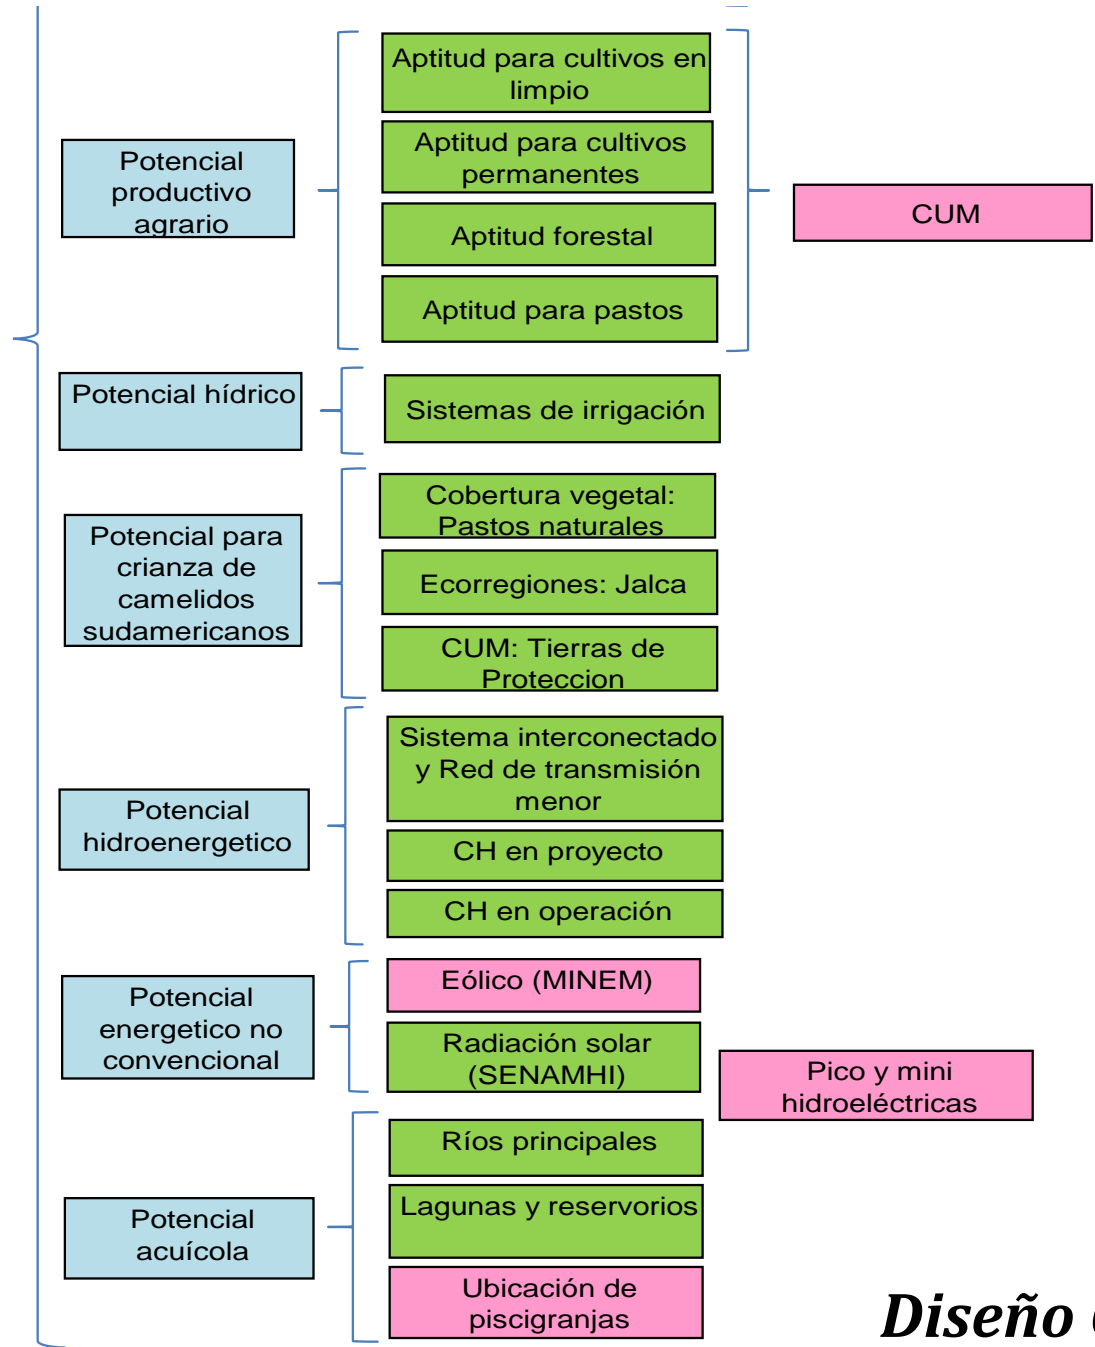 Aptitud para cultivos en
limpio
Aptitud para cultivos
permanentes
Potencial
productivo
agrario
CUM
Aptitud forestal
Aptitud para pastos
Potencial hídrico
Sistemas de irrigación
Cobertura vegetal:
Pastos naturales
Potencial para
crianza de
camelidos
sudamericanos
Ecorregiones: Jalca
CUM: Tierras de
Proteccion
Sistema interconectado
y Red de transmisión
menor
Potencial
hidroenergetico
CH en proyecto
CH en operación
Eólico (MINEM)
Potencial
energetico no
convencional
Radiación solar
(SENAMHI)
Pico y mini
hidroeléctricas
Ríos principales
Lagunas y reservorios
Potencial
acuícola
Ubicación de
piscigranjas
Diseño